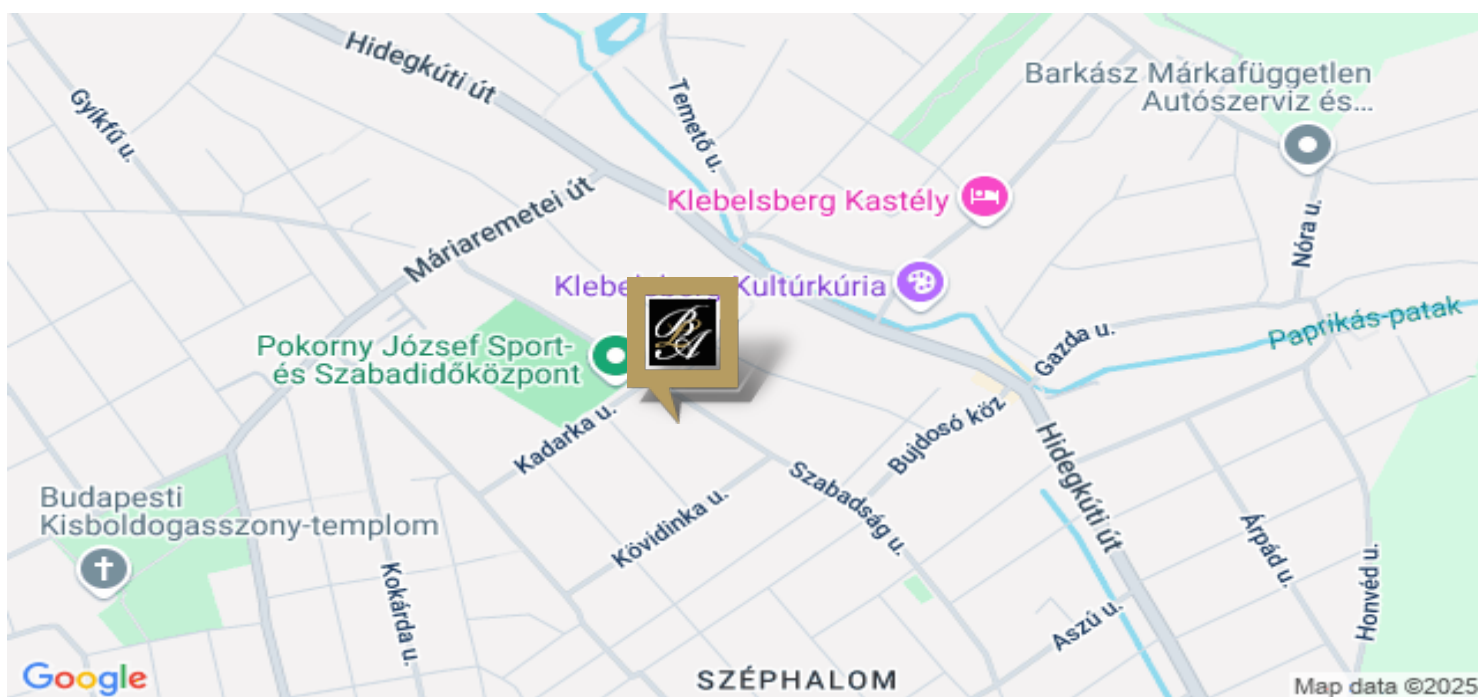 Hidegkúti út
Gyíkfű u.
Temető u.
Barkász Márkafüggetlen
Autószerviz és...
Máriaremetei út
Klebelsberg Kastély
Nóra u.
Kultúrkúria
Pokorny József Sport-
és Szabadidőközpont
BA
Gazda u.
Paprikás-patak
Kadarka u.
Bujdosó köz
Hidegkúti út
Szabadság u.
Kövidinka u.
Budapesti
Kisboldogasszony-templom
Kokárda u.
Árpád u.
Honvéd u.
Aszú u.
SZÉPHALOM
Google
Map data ©2025